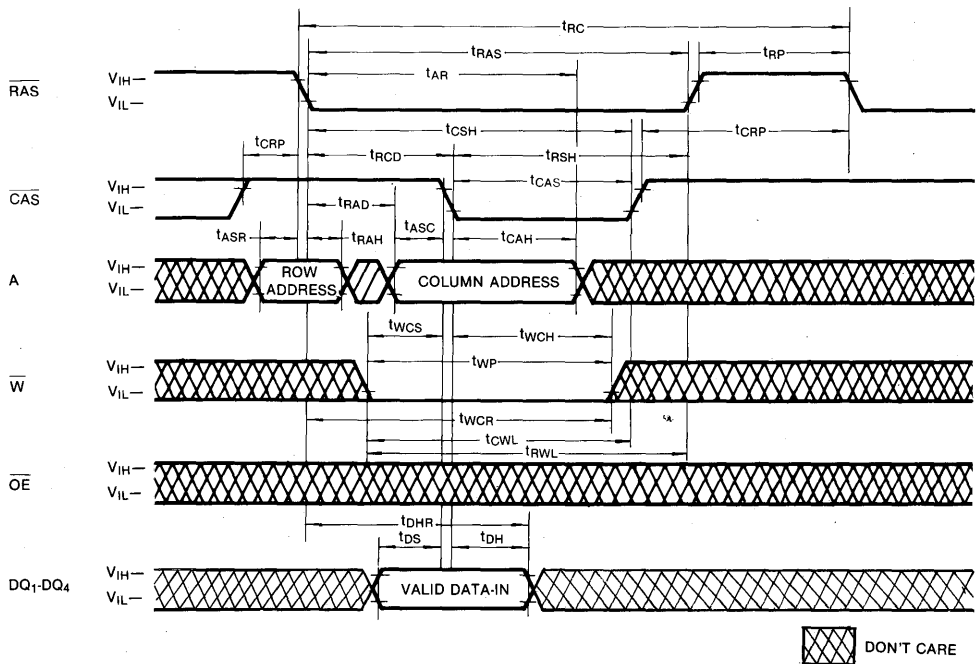 tRC
tRAS
tRP
tAR
RAS
VIH
VIL
tCSH
tCRP
tCRP
tRCD
tRSH
CAS
VIH
VIL
tCAS
tRAD
tASR
tRAH
tASC
tCAH
A
VIH
VIL
ROW
ADDRESS
COLUMN ADDRESS
tWCS
tWCH
tWP
W
VIH
VIL
tWCR
tCWL
tRWL
OE
VIH
VIL
tDHR
tDS
tDH
DQ1-DQ4
VIH
VIL
VALID DATA-IN
DON'T CARE